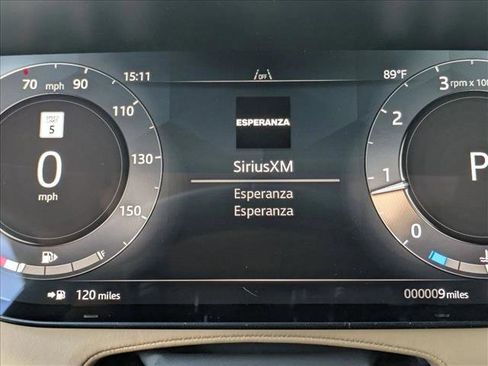 70 mph 90
15:11
OFF
89°F
3 rpm x 100
110
2
5
ESPERANZA
130
SiriusXM
0
1
P
mph
Esperanza
150
Esperanza
0
F
120 miles
000009 miles